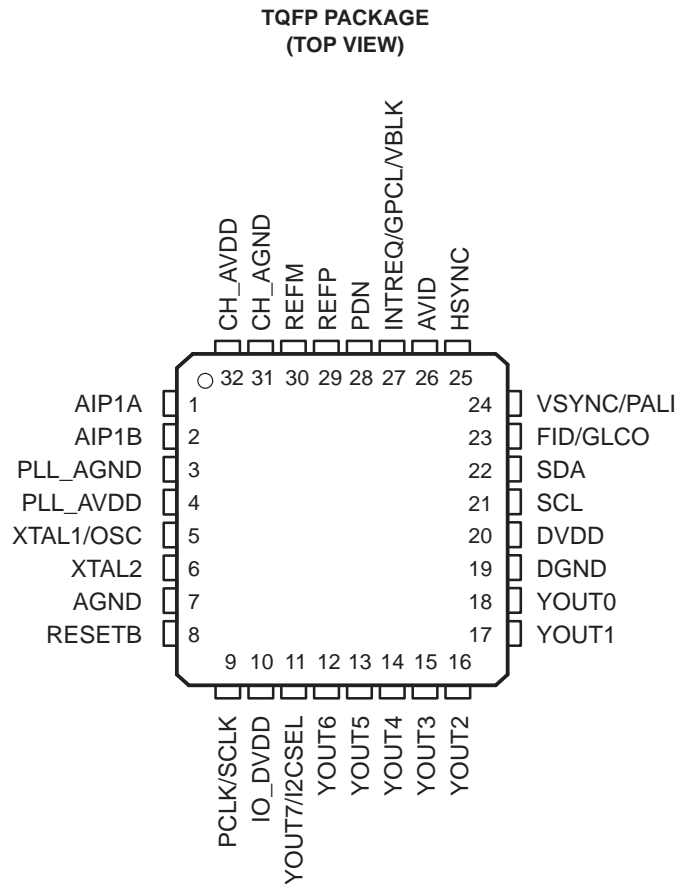 TQFP PACKAGE
(TOP VIEW)
CH_AVDD
CH_AGND
REFM
REFP
PDN
INTREQ/GPCL/VBLK
AVID
HSYNC
32 31 30 29 28 27 26 25
AIP1A 1
AIP1B 2
PLL_AGND 3
PLL_AVDD 4
XTAL1/OSC 5
XTAL2 6
AGND 7
RESETB 8
24 VSYNC/PALI
23 FID/GLCO
22 SDA
21 SCL
20 DVDD
19 DGND
18 YOUT0
17 YOUT1
9 10 11 12 13 14 15 16
PCLK/SCLK
IO_DVDD
YOUT7/I2CSEL
YOUT6
YOUT5
YOUT4
YOUT3
YOUT2